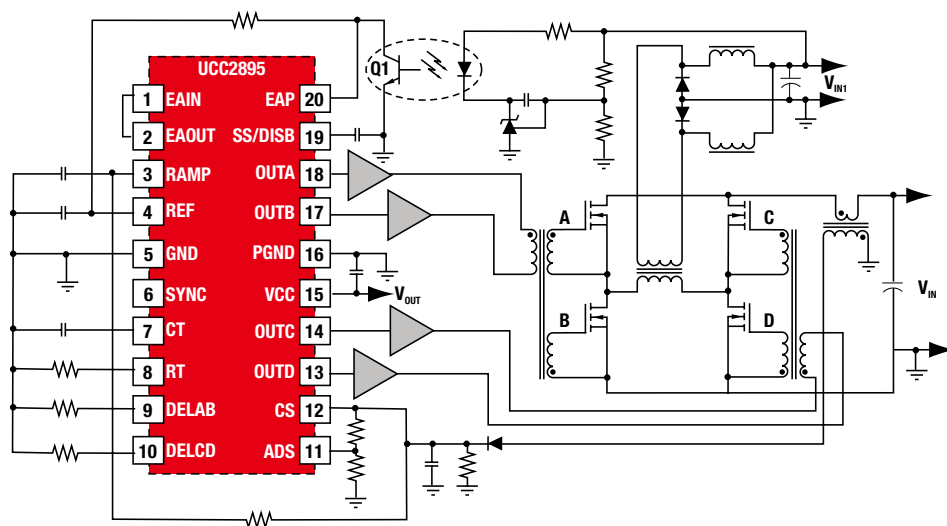 UCC2895
Q1
1 EAIN
EAP 20
2 EAOUT
SS/DISB 19
3 RAMP
OUTA 18
4 REF
OUTB 17
5 GND
PGND 16
6 SYNC
VCC 15
7 CT
OUTC 14
8 RT
OUTD 13
9 DELAB
CS 12
10 DELCD
ADS 11
VOUT
A
B
C
D
VIN1
VIN